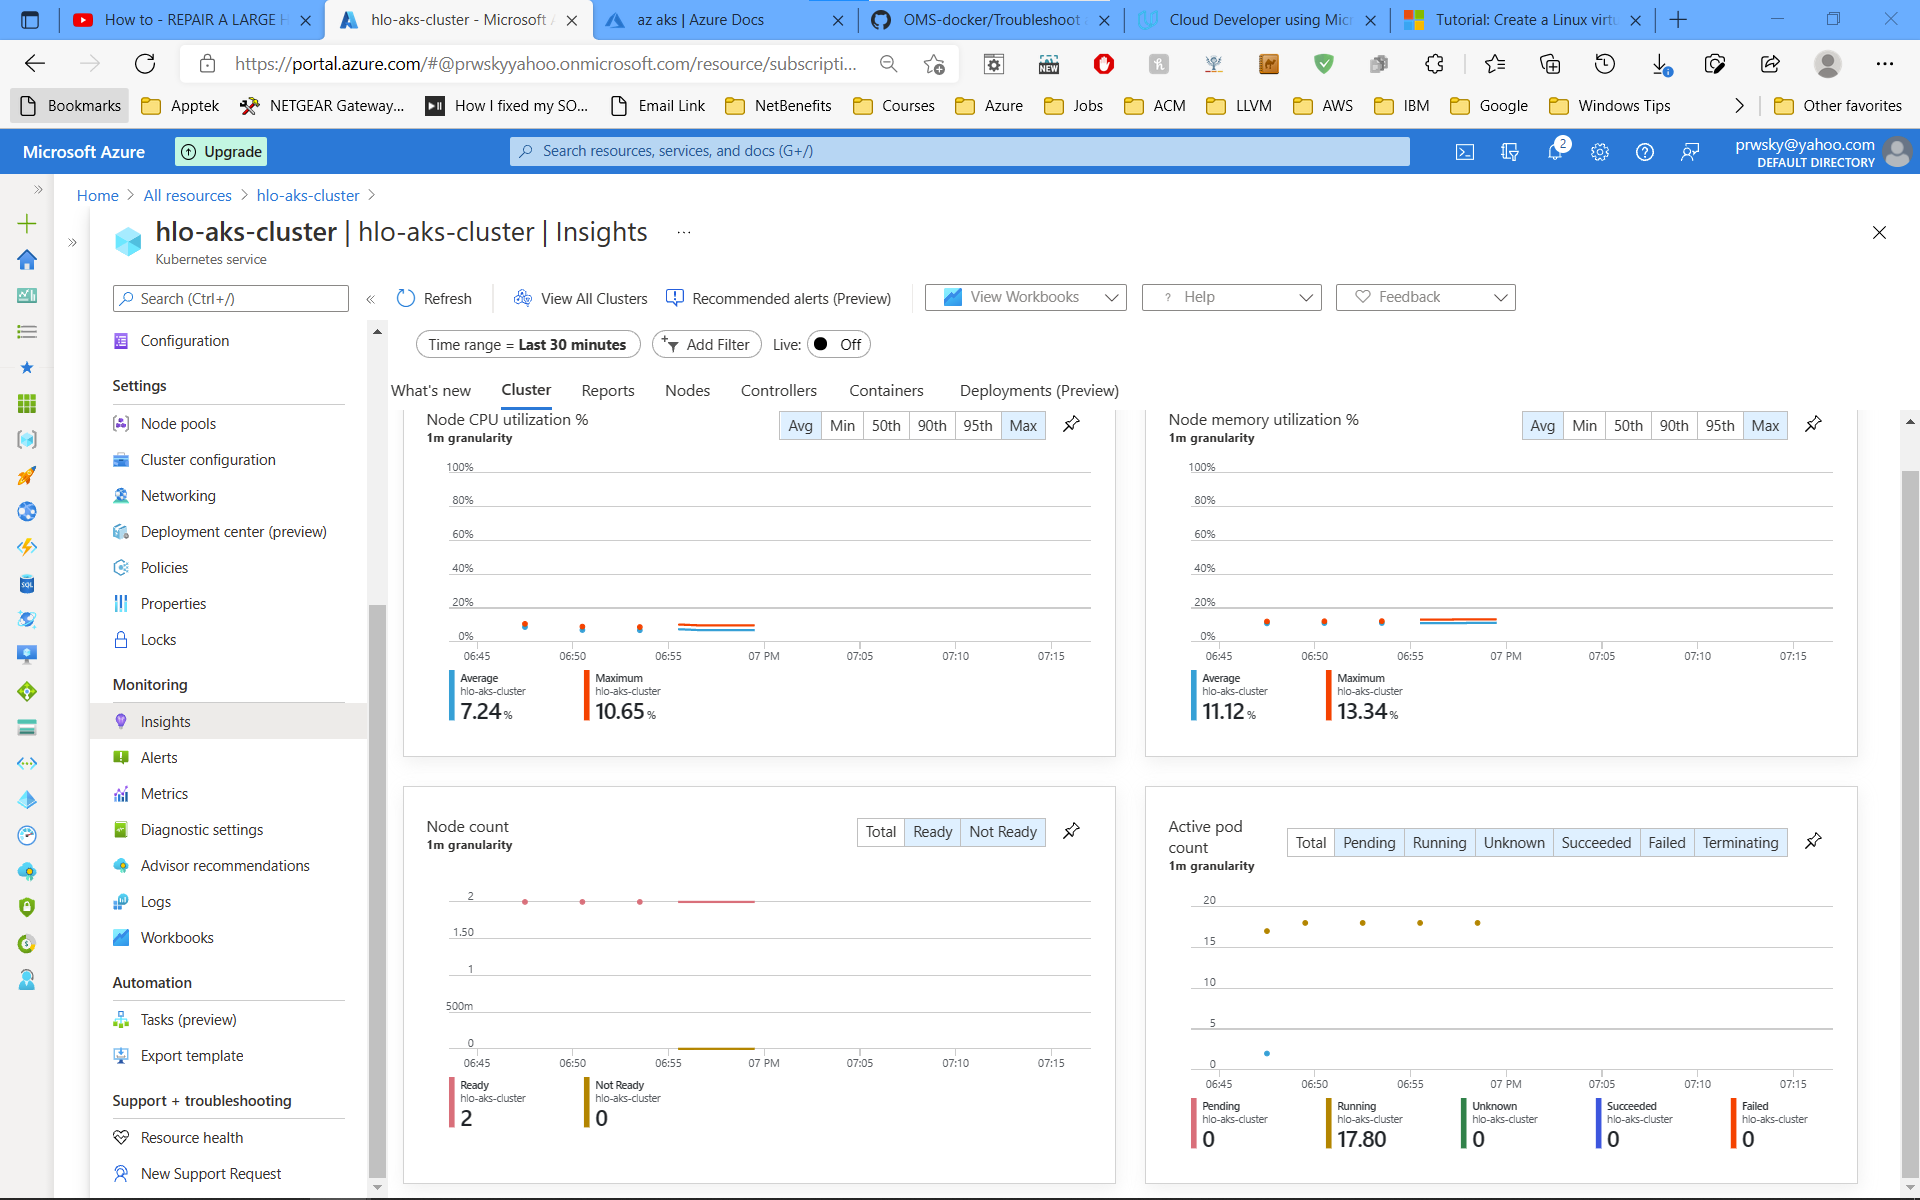 How to - REPAIR A LARGE H
hlo-aks-cluster - Microsoft A
az aks | Azure Docs
OMS-docker/Troubleshoot a
Cloud Developer using Micr
Tutorial: Create a Linux virtu
https://portal.azure.com/#@prwskyyahoo.onmicrosoft.com/resource/subscripti...
NEW
Bookmarks
Apptek
NETGEAR Gateway...
How I fixed my SO...
Email Link
NetBenefits
Courses
Azure
Jobs
ACM
LLVM
AWS
IBM
Google
Windows Tips
Other favorites
Microsoft Azure
Upgrade
Search resources, services, and docs (G+/)
2
prwsky@yahoo.com
DEFAULT DIRECTORY
Home > All resources > hlo-aks-cluster >
hlo-aks-cluster | hlo-aks-cluster | Insights ...
Kubernetes service
Search (Ctrl+/)
Refresh
View All Clusters
Recommended alerts (Preview)
View Workbooks
? Help
Feedback
Time range = Last 30 minutes
Add Filter
Live: Off
What's new
Cluster
Reports
Nodes
Controllers
Containers
Deployments (Preview)
Configuration
Settings
Node pools
Cluster configuration
Networking
Deployment center (preview)
Policies
Properties
Locks
Monitoring
Insights
Alerts
Metrics
Diagnostic settings
Advisor recommendations
Logs
Workbooks
Automation
Tasks (preview)
Export template
Support + troubleshooting
Resource health
New Support Request
SQL
Node CPU utilization %
1m granularity
Avg Min 50th 90th 95th Max
100%
80%
60%
40%
20%
0%
06:45 06:50 06:55 07 PM 07:05 07:10 07:15
Average
hlo-aks-cluster
7.24 %
Maximum
hlo-aks-cluster
10.65 %
Node memory utilization %
1m granularity
Avg Min 50th 90th 95th Max
100%
80%
60%
40%
20%
0%
06:45 06:50 06:55 07 PM 07:05 07:10 07:15
Average
hlo-aks-cluster
11.12 %
Maximum
hlo-aks-cluster
13.34 %
Node count
1m granularity
Total Ready Not Ready
2
1.50
1
500m
0
06:45 06:50 06:55 07 PM 07:05 07:10 07:15
Ready
hlo-aks-cluster
2
Not Ready
hlo-aks-cluster
0
Active pod
count
1m granularity
Total Pending Running Unknown Succeeded Failed Terminating
20
15
10
5
0
06:45 06:50 06:55 07 PM 07:05 07:10 07:15
Pending
hlo-aks-cluster
0
Running
hlo-aks-cluster
17.80
Unknown
hlo-aks-cluster
0
Succeeded
hlo-aks-cluster
0
Failed
hlo-aks-cluster
0